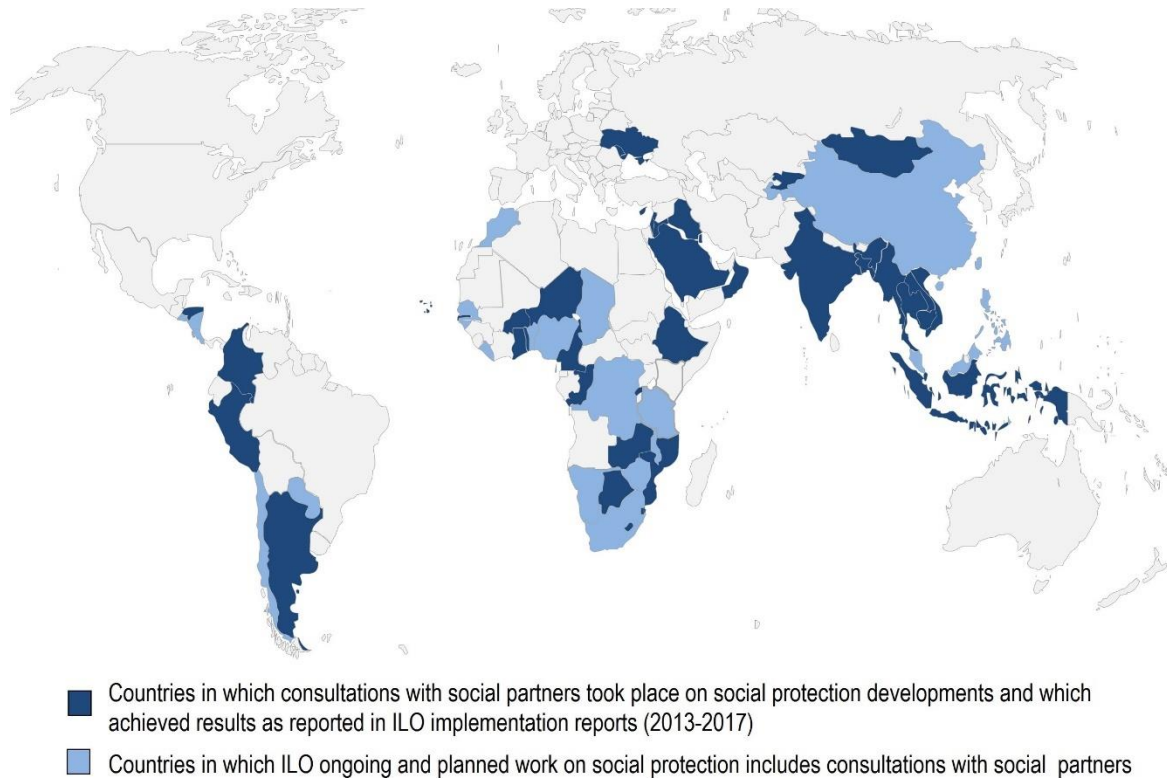 Countries in which consultations with social partners took place on social protection developments and which
achieved results as reported in ILO implementation reports (2013-2017)
Countries in which ILO ongoing and planned work on social protection includes consultations with social partners